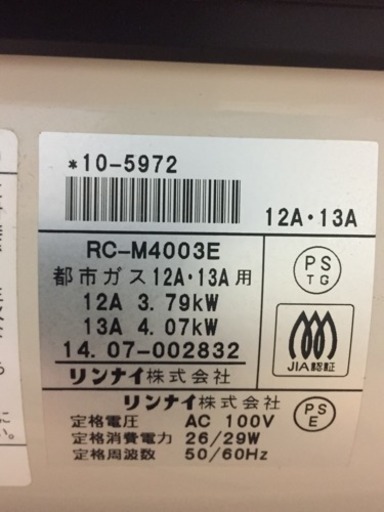 *10-5972
12A・13A
RC-M4003E
都市ガス12A・13A用
12A 3.79kW
13A 4.07kW
14.07-002832
リンナイ株式会社
PS
TG
JIA認証
リンナイ株式会社
定格電圧 AC 100V
定格消費電力 26/29W
定格周波数 50/60Hz
PS
E
に
い。